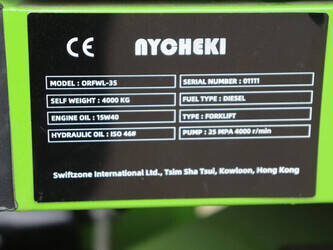 CE NYCHEKI
MODEL : ORFWL-35 SERIAL NUMBER : 01111
SELF WEIGHT : 4000 KG FUEL TYPE : DIESEL
ENGINE OIL : 15W40 TYPE : FORKLIFT
HYDRAULIC OIL : ISO 46# PUMP : 25 MPA 4000 r/min
Swiftzone International Ltd., Tsim Sha Tsui, Kowloon, Hong Kong